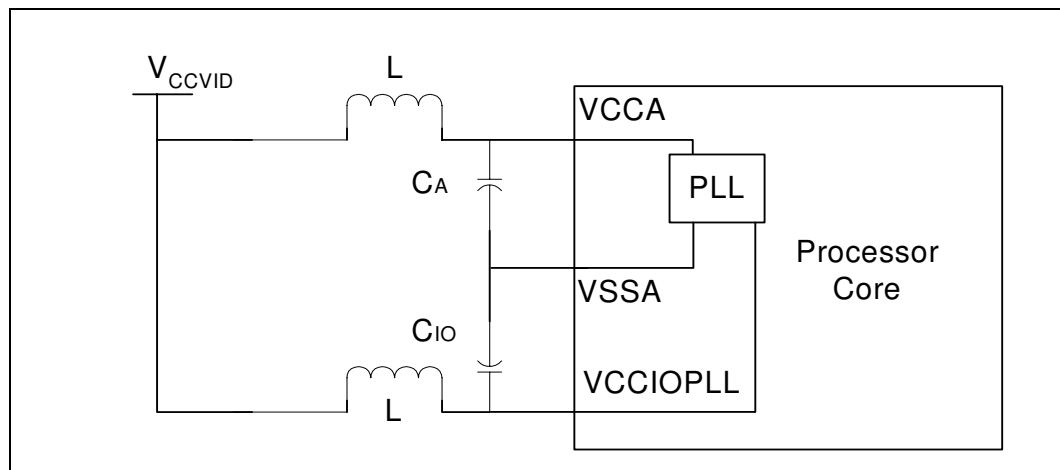 VCCVID
L
VCCA
CA
PLL
Processor
Core
VSSA
CIO
VCCIOPLL
L